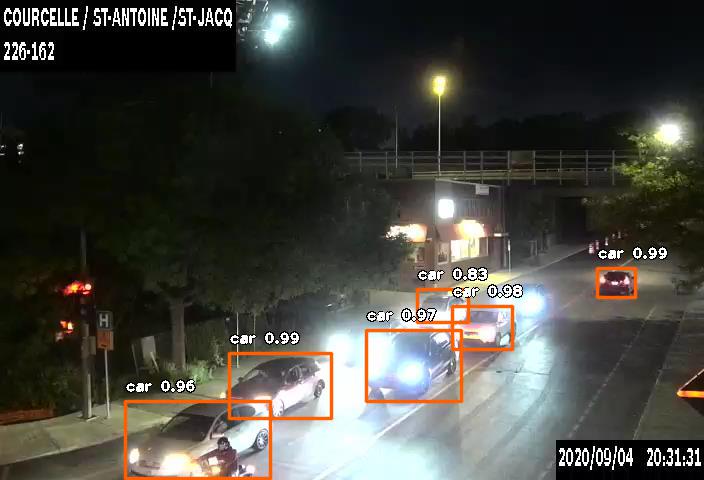 COURCELLE / ST-ANTOINE /ST-JACQ
226-162
car 0.99
car 0.83
car 0.98
car 0.97
car 0.99
car 0.96
H
2020/09/04 20:31:31